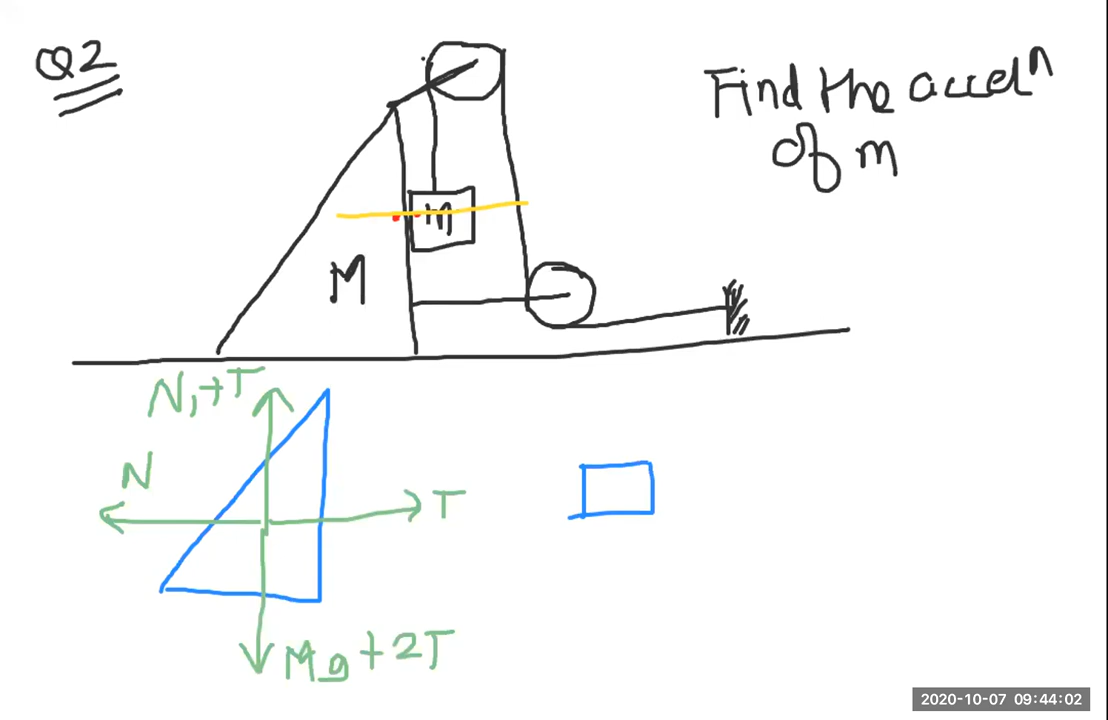 Q2
Find the accelⁿ
of m
m
M
N₁+T
N
T
Mg+2T
2020-10-07 09:44:02